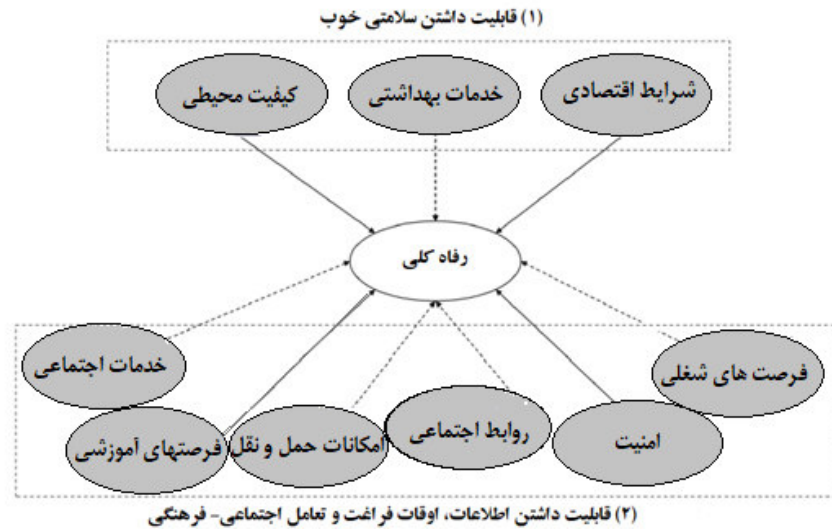 (۱) قابلیت داشتن سلامتی خوب
شرایط اقتصادی
خدمات بهداشتی
کیفیت محیطی
رفاه کلی
فرصت های شغلی
امنیت
روابط اجتماعی
امکانات حمل و نقل
فرصتهای آموزشی
خدمات اجتماعی
(۲) قابلیت داشتن اطلاعات، اوقات فراغت و تعامل اجتماعی- فرهنگی